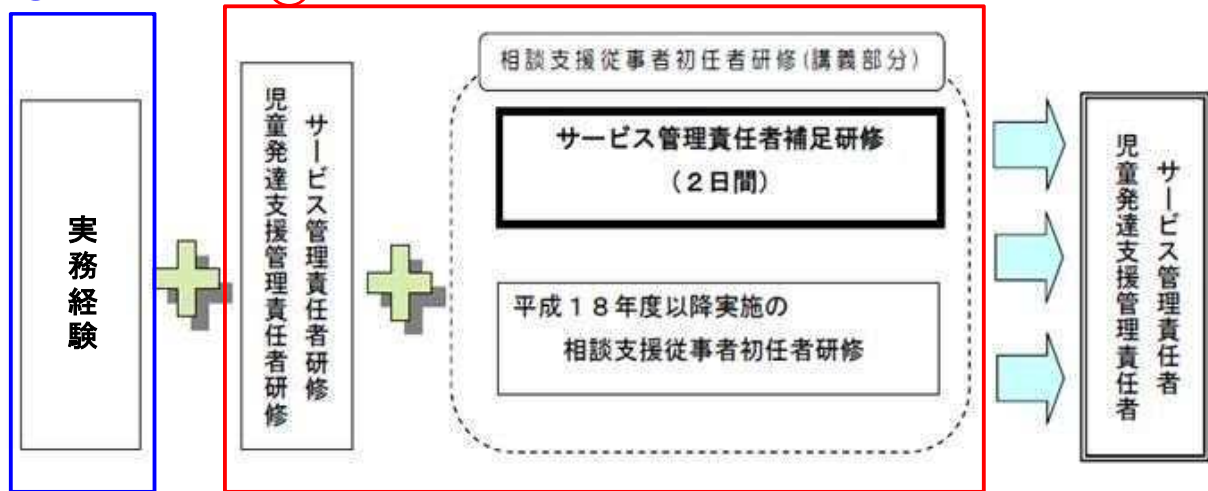 実務経験
サービス管理責任者研修
児童発達支援管理責任者研修
相談支援従事者初任者研修(講義部分)
サービス管理責任者補足研修
（２日間）
平成１８年度以降実施の
相談支援従事者初任者研修
サービス管理責任者
児童発達支援管理責任者